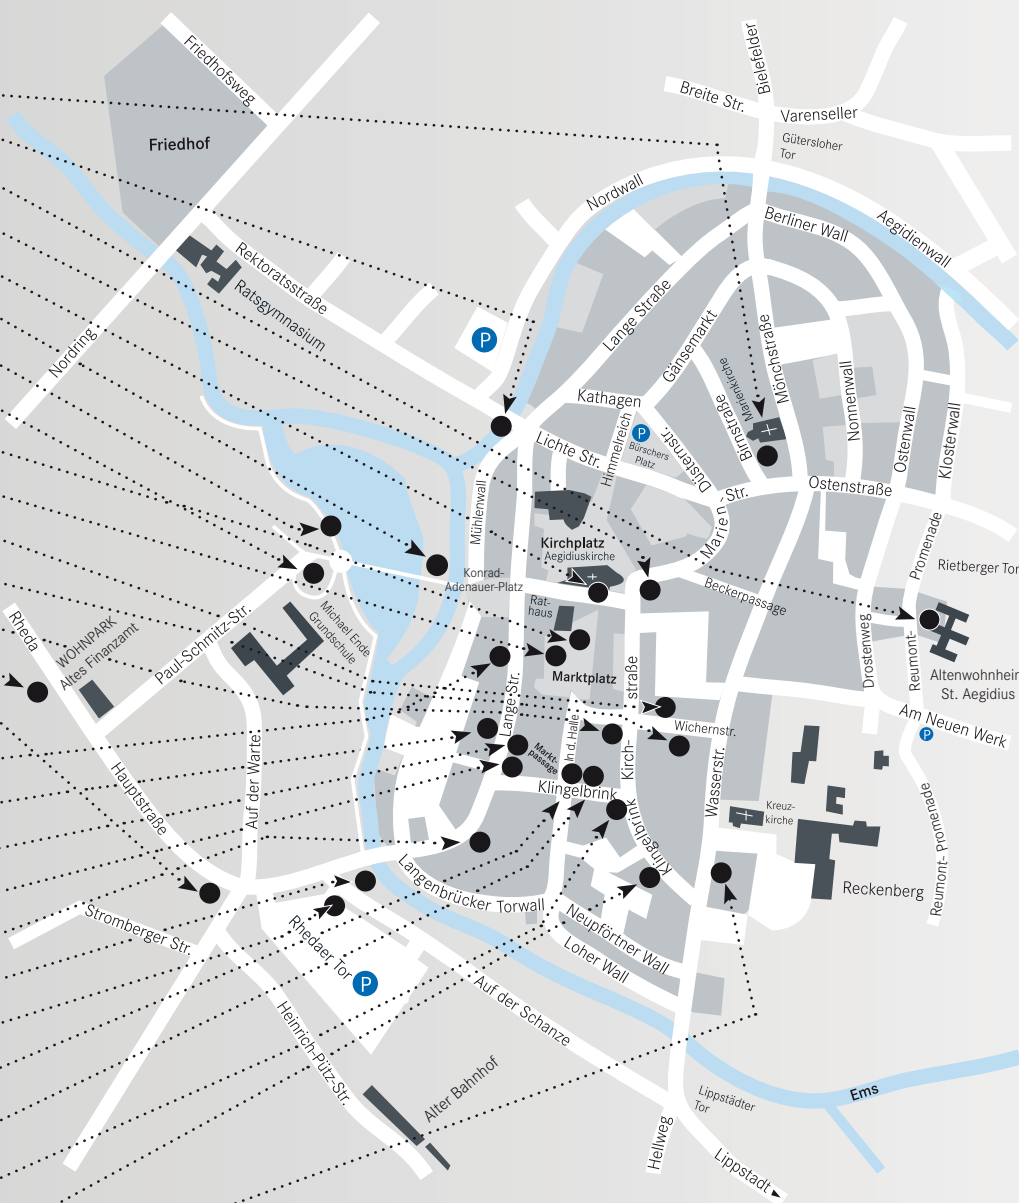 Bielefelder
Friedhofsweg
Breite Str.
Varenseller
Gütersloher
Tor
Friedhof
Nordwall
Berliner Wall
Aegidienwall
Rektoratsstraße
Ratsgymnasium
Nordring
P
Lange Straße
Gänsemarkt
Mönchstraße
Marienkirche
Nonnenwall
Kathagen
Himmelreich
P
Bürschers
Platz
Düsternstr.
Birnstraße
Ostenwall
Klosterwall
Lichte Str.
Marien-Str.
Ostenstraße
Mühlenwall
Kirchplatz
Aegidiuskirche
Promenade
Rietberger Tor
Konrad-
Adenauer-Platz
Beckerpassage
Rat-
haus
Rheda
WOHNPARK
Altes Finanzamt
Paul-Schmitz-Str.
Michael Ende
Grundschule
Marktplatz
Kirch-
straße
Drostenweg
Reumont-
Altenwohnheim
St. Aegidius
Lange-Str.
In d. Halle
Wichernstr.
Am Neuen Werk
P
Markt-
passage
Klingelbrink
Klingelbrink
Wasserstr.
Kreuz-
kirche
Hauptstraße
Auf der Warte
Reumont- Promenade
Reckenberg
Langenbrücker Torwall
Stromberger Str.
Rhedaer Tor
P
Neupförtner Wall
Loher Wall
Auf der Schanze
Heinrich-Pütz-Str.
Alter Bahnhof
Ems
Lippstädter
Tor
Hellweg
Lippstadt